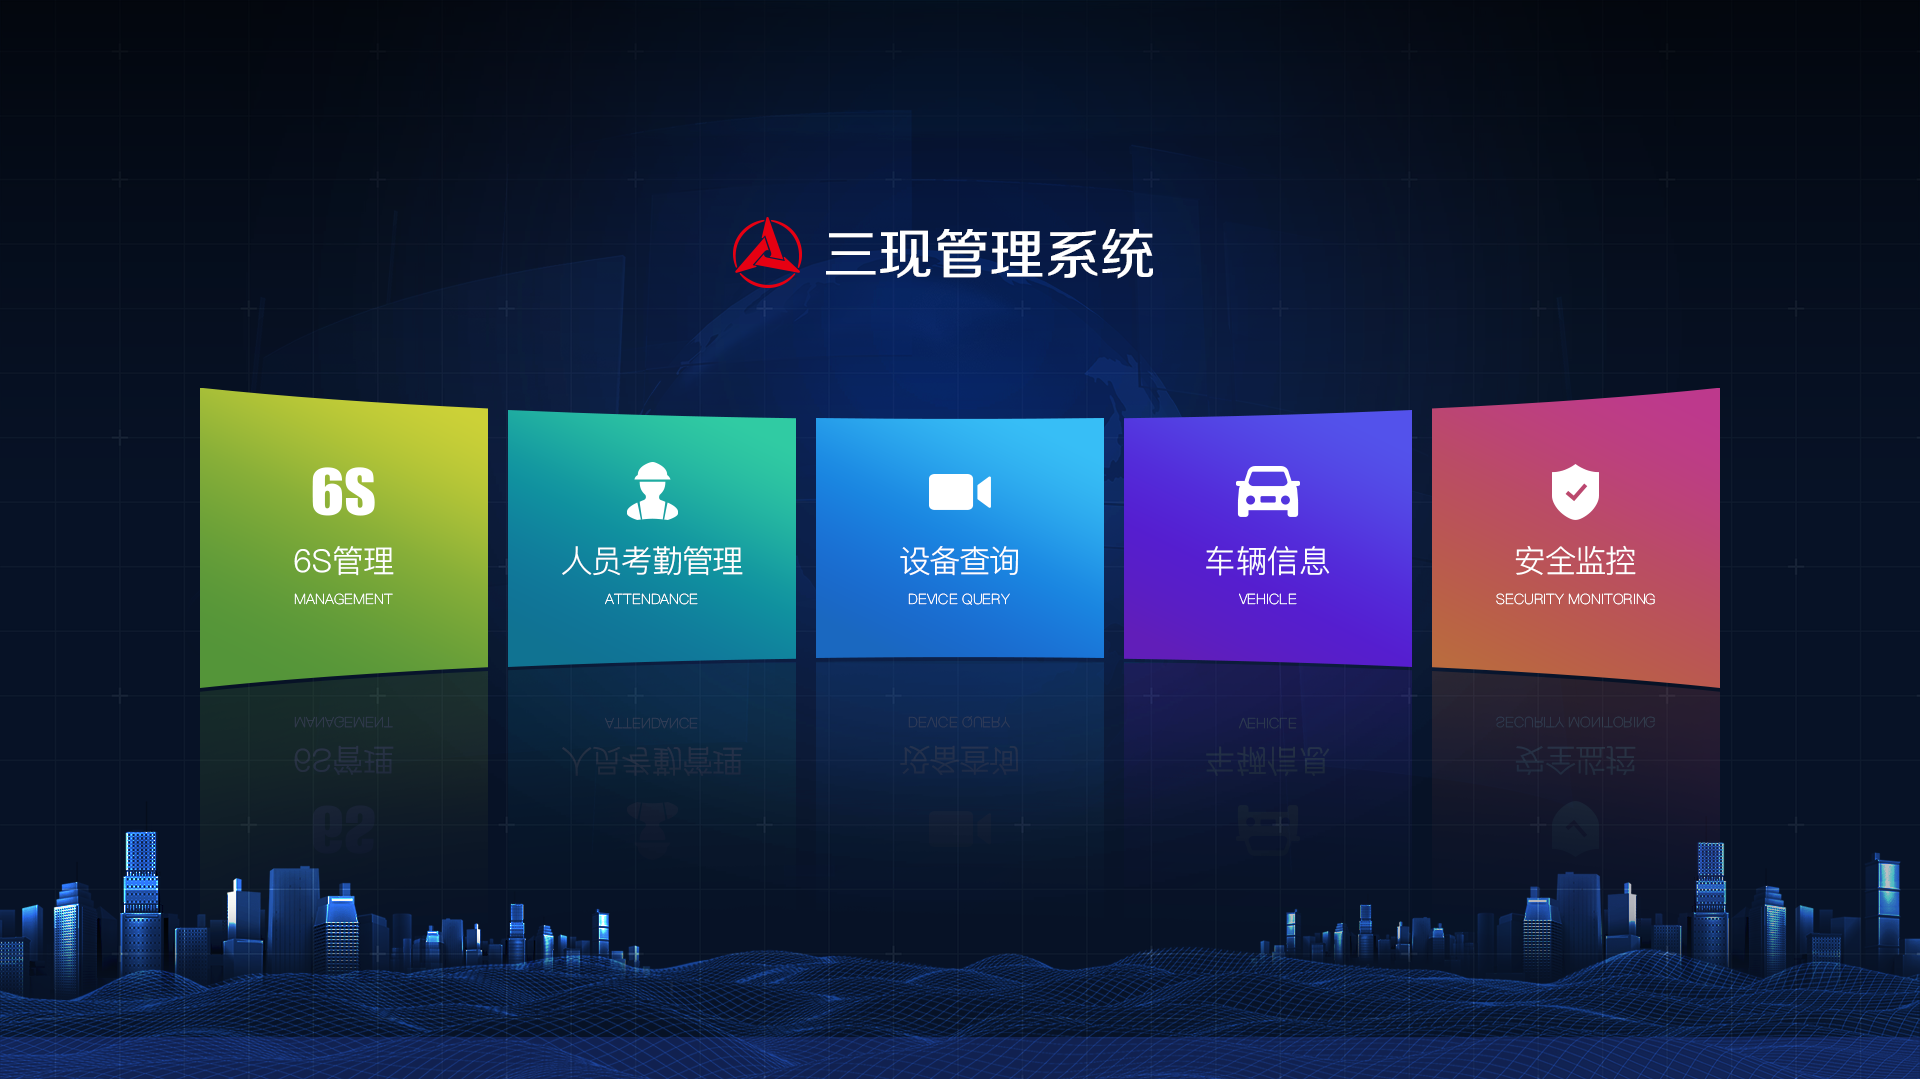 三现管理系统
6S
6S管理
MANAGEMENT
人员考勤管理
ATTENDANCE
设备查询
DEVICE QUERY
车辆信息
VEHICLE
安全监控
SECURITY MONITORING